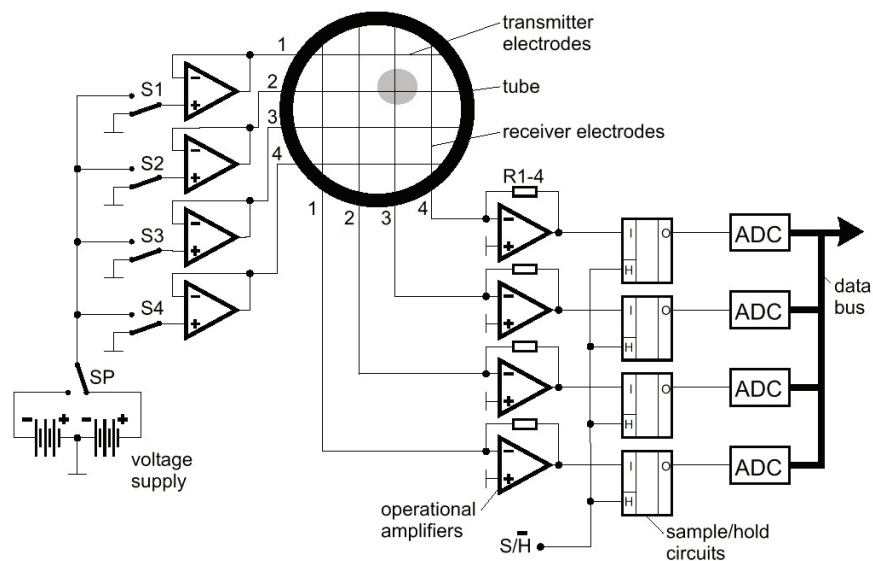 transmitter
electrodes
tube
receiver electrodes
1
2
3
4
S1
S2
S3
S4
SP
- +
- +
- +
- +
- + - +
voltage
supply
1
2
3
4
R1-4
- +
- +
- +
- +
operational
amplifiers
I O
H
I O
H
I O
H
I O
H
S/H̅
sample/hold
circuits
ADC
ADC
ADC
ADC
data
bus